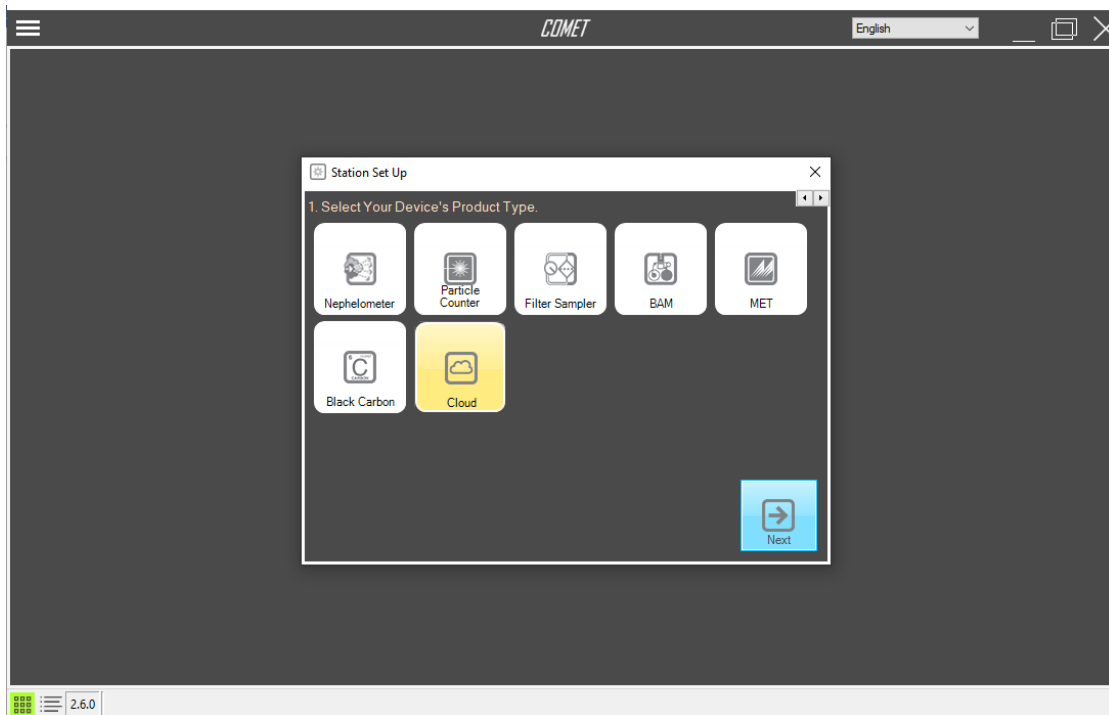 COMET
English
Station Set Up
1. Select Your Device's Product Type.
Nephelometer
Particle
Counter
Filter Sampler
BAM
MET
C
Black Carbon
Cloud
Next
2.6.0